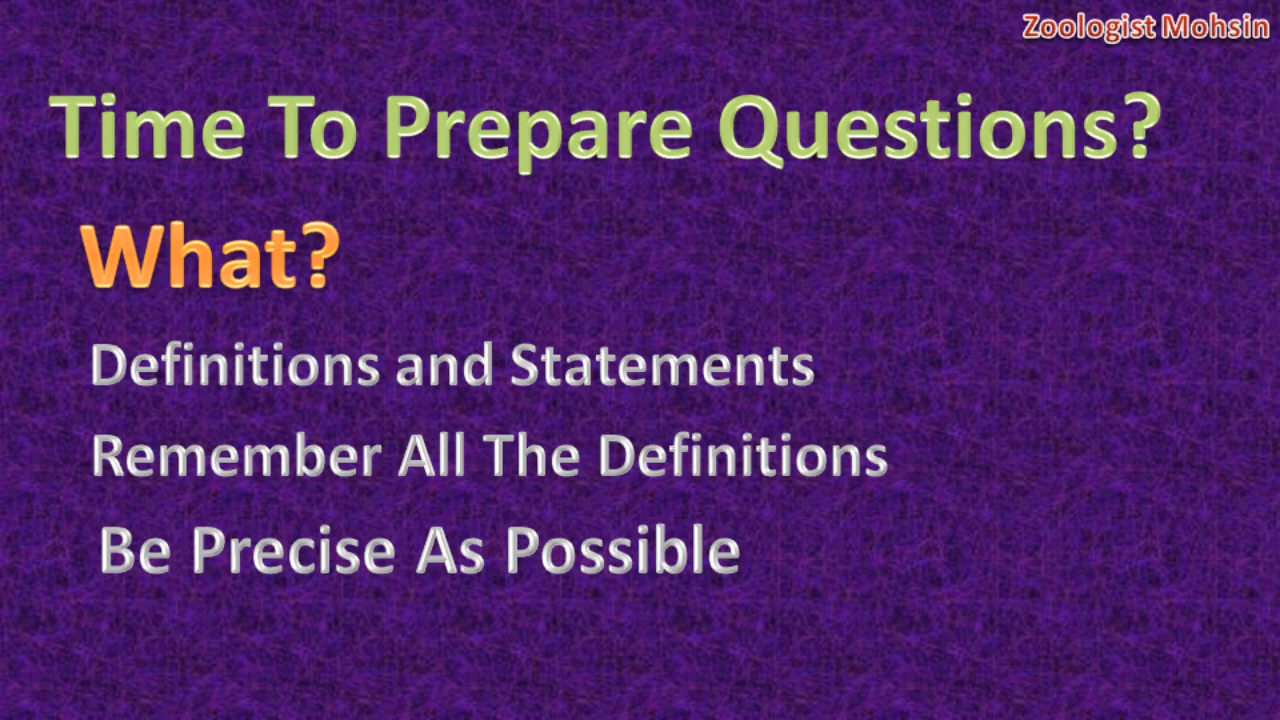 Zoologist Mohsin
Time To Prepare Questions?
What?
Definitions and Statements
Remember All The Definitions
Be Precise As Possible